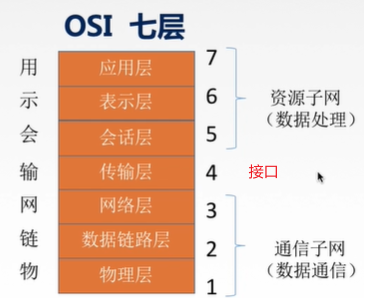 OSI 七层
用 应用层 7
示 表示层 6
会 会话层 5
输 传输层 4
网 网络层 3
链 数据链路层 2
物 物理层 1
资源子网
（数据处理）
接口
通信子网
（数据通信）